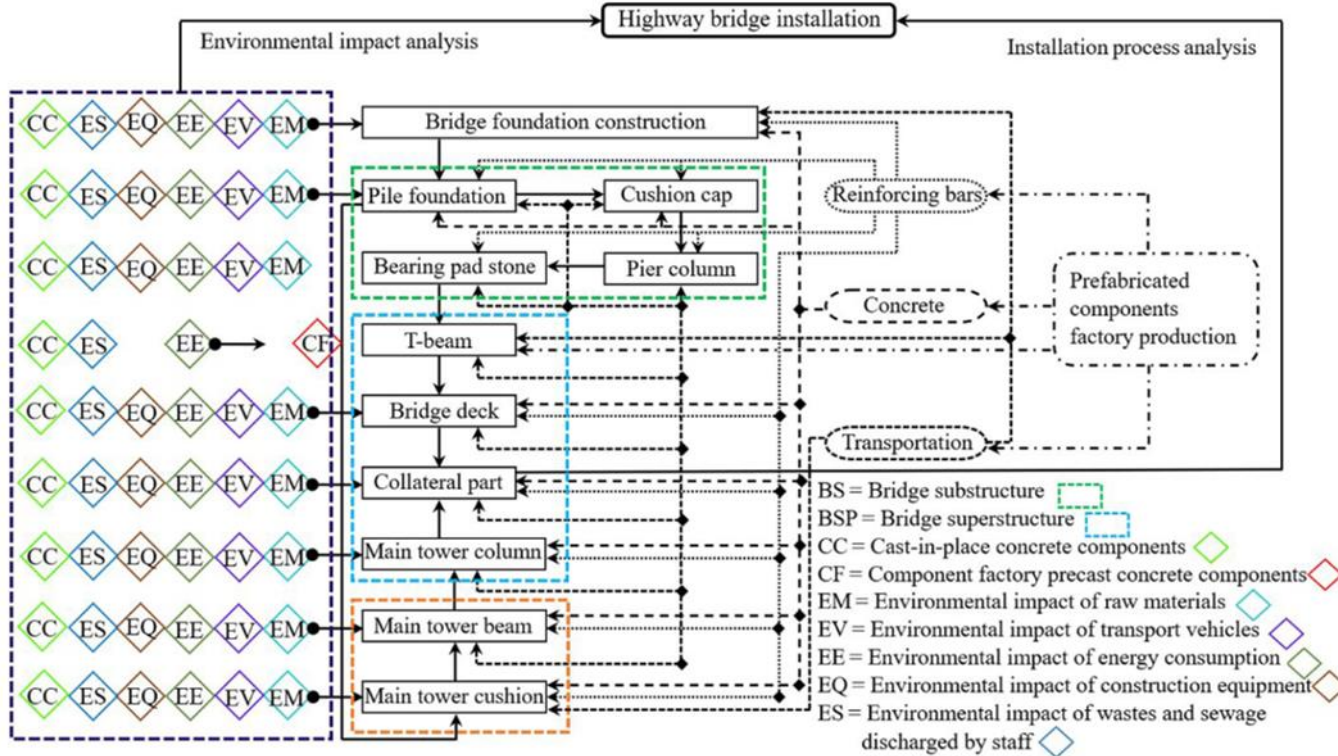 Highway bridge installation
Environmental impact analysis
Installation process analysis
CC ES EQ EE EV EM
Bridge foundation construction
CC ES EQ EE EV EM
Pile foundation
Cushion cap
Reinforcing bars
CC ES EQ EE EV EM
Bearing pad stone
Pier column
Prefabricated
components
factory production
Concrete
CC ES EE CF
T-beam
CC ES EQ EE EV EM
Bridge deck
Transportation
CC ES EQ EE EV EM
Collateral part
CC ES EQ EE EV EM
Main tower column
CC ES EQ EE EV EM
Main tower beam
CC ES EQ EE EV EM
Main tower cushion
BS = Bridge substructure
BSP = Bridge superstructure
CC = Cast-in-place concrete components
CF = Component factory precast concrete components
EM = Environmental impact of raw materials
EV = Environmental impact of transport vehicles
EE = Environmental impact of energy consumption
EQ = Environmental impact of construction equipment
ES = Environmental impact of wastes and sewage
discharged by staff